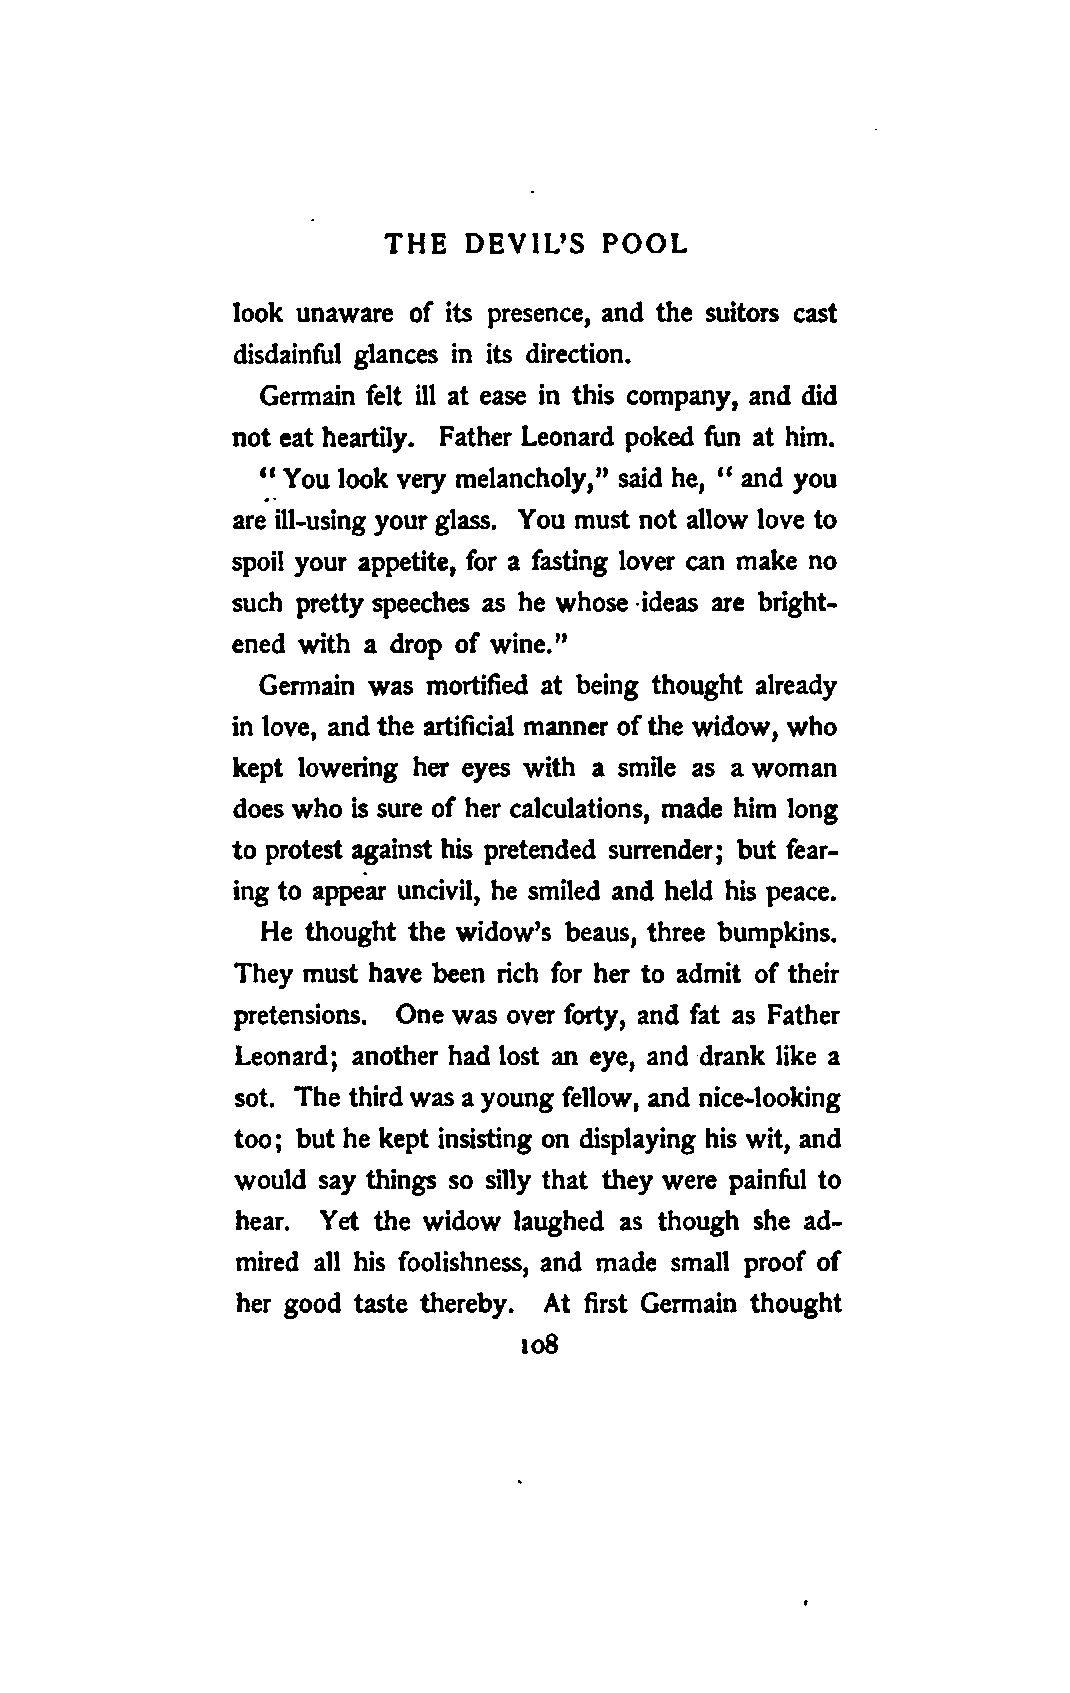 THE DEVIL'S POOL
look unaware of its presence, and the suitors cast
disdainful glances in its direction.
Germain felt ill at ease in this company, and did
not eat heartily. Father Leonard poked fun at him.
“ You look very melancholy,” said he, “ and you
are ill-using your glass. You must not allow love to
spoil your appetite, for a fasting lover can make no
such pretty speeches as he whose ideas are bright-
ened with a drop of wine.”
Germain was mortified at being thought already
in love, and the artificial manner of the widow, who
kept lowering her eyes with a smile as a woman
does who is sure of her calculations, made him long
to protest against his pretended surrender; but fear-
ing to appear uncivil, he smiled and held his peace.
He thought the widow's beaus, three bumpkins.
They must have been rich for her to admit of their
pretensions. One was over forty, and fat as Father
Leonard; another had lost an eye, and drank like a
sot. The third was a young fellow, and nice-looking
too; but he kept insisting on displaying his wit, and
would say things so silly that they were painful to
hear. Yet the widow laughed as though she ad-
mired all his foolishness, and made small proof of
her good taste thereby. At first Germain thought
108